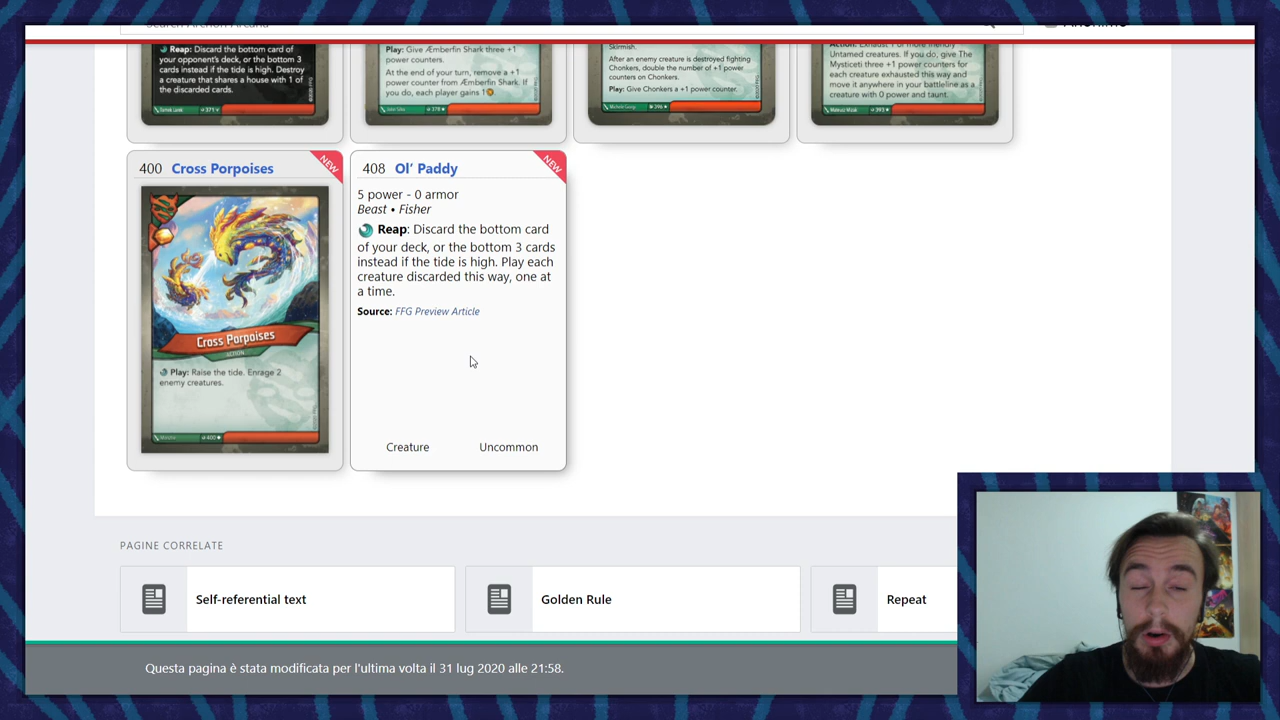 Reap: Discard the bottom card of
your opponent's deck, or the bottom 3
cards instead if the tide is high. Destroy
a creature that shares a house with 1 of
the discarded cards.
371
Play: Give Æmberfin Shark three +1
power counters.
At the end of your turn, remove a +1
power counter from Æmberfin Shark. If
you do, each player gains 1
378
Skirmish.
After an enemy creature is destroyed fighting
Chonkers, double the number of +1 power
counters on Chonkers.
Play: Give Chonkers a +1 power counter.
396
Untamed creatures. If you do, give The
Mysticeti three +1 power counters for
each creature exhausted this way and
move it anywhere in your battleline as a
creature with 0 power and taunt.
393
400 Cross Porpoises
NEW
Cross Porpoises
ACTION
Play: Raise the tide. Enrage 2
enemy creatures.
400
408 Ol' Paddy
NEW
5 power - 0 armor
Beast • Fisher
Reap: Discard the bottom card
of your deck, or the bottom 3 cards
instead if the tide is high. Play each
creature discarded this way, one at
a time.
Source: FFG Preview Article
Creature Uncommon
PAGINE CORRELATE
Self-referential text
Golden Rule
Repeat
Questa pagina è stata modificata per l'ultima volta il 31 lug 2020 alle 21:58.